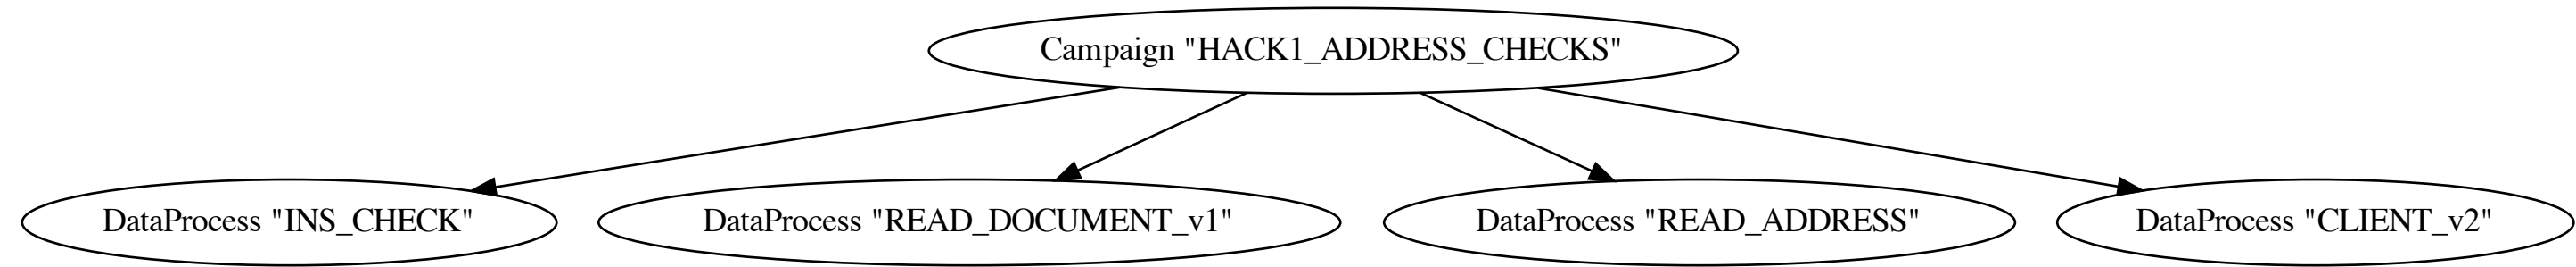 Campaign "HACK1_ADDRESS_CHECKS"
DataProcess "INS_CHECK"
DataProcess "READ_DOCUMENT_v1"
DataProcess "READ_ADDRESS"
DataProcess "CLIENT_v2"